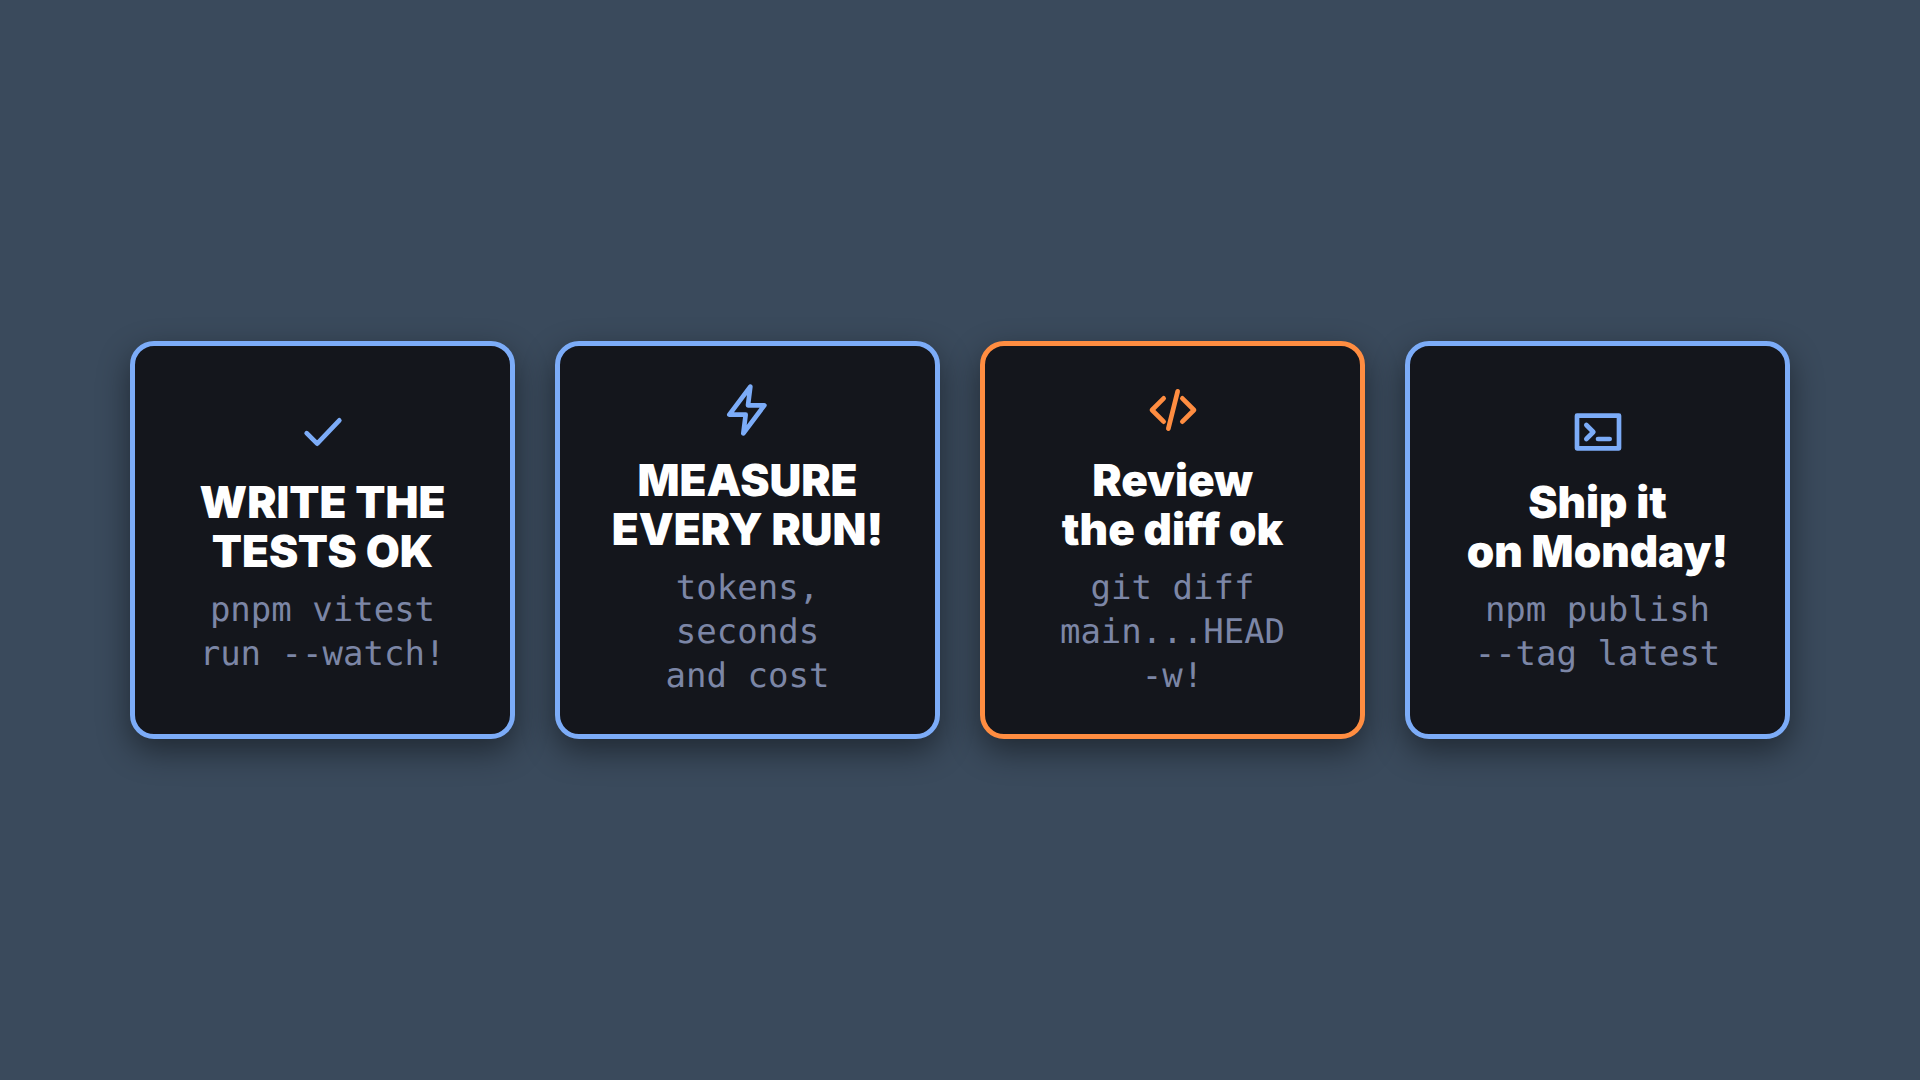 WRITE THE
TESTS OK
pnpm vitest
run --watch!
MEASURE
EVERY RUN!
tokens,
seconds
and cost
Review
the diff ok
git diff
main...HEAD
-w!
Ship it
on Monday!
npm publish
--tag latest